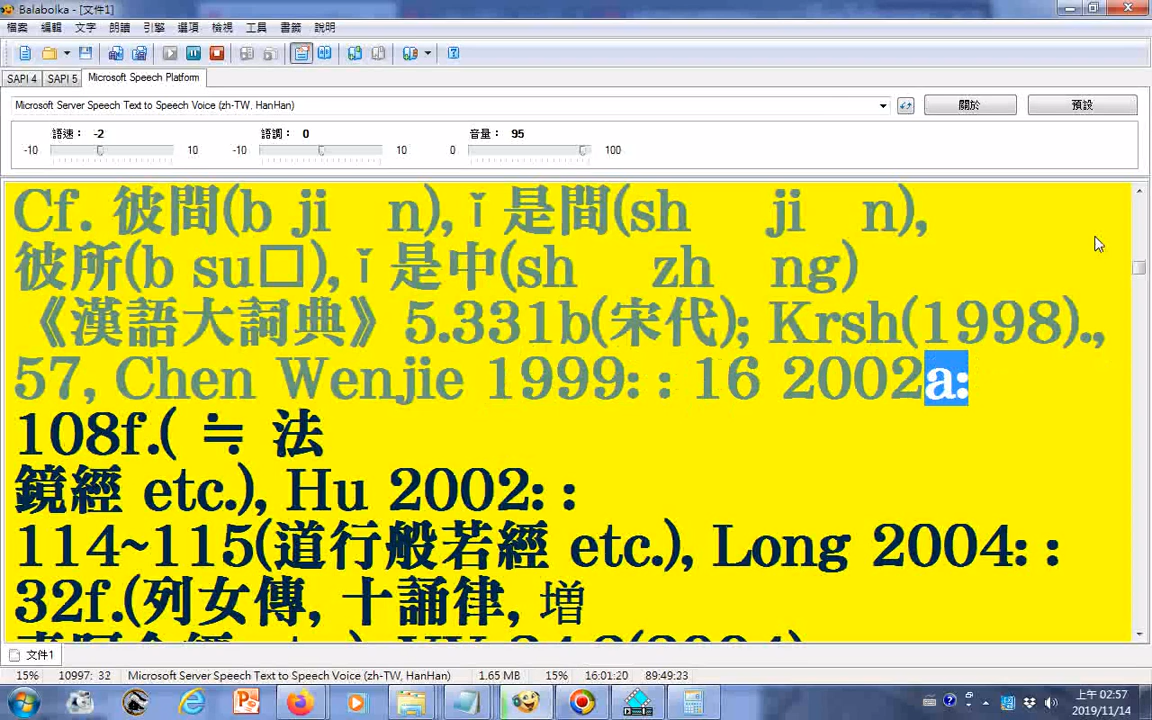 Balabolka - [文件1]
檔案 編輯 文字 朗讀 引擎 選項 檢視 工具 書籤 說明
SAPI 4 SAPI 5 Microsoft Speech Platform
Microsoft Server Speech Text to Speech Voice (zh-TW, HanHan) 關於 預設
語速： -2 語調： 0 音量： 95
-10 10 -10 10 0 100
Cf. 彼間(b ji n), ǐ 是間(sh ji n),
彼所(b su□), ǐ 是中(sh zh ng)
《漢語大詞典》 5.331b(宋代); Krsh(1998).,
57, Chen Wenjie 1999: : 16 2002a:
108f.( ≒ 法
鏡經 etc.), Hu 2002: :
114~115(道行般若經 etc.), Long 2004: :
32f.(列女傳, 十誦律, 增
文件1
15% 10997: 32 Microsoft Server Speech Text to Speech Voice (zh-TW, HanHan) 1.65 MB 15% 16:01:20 89:49:23
上午 02:57
2019/11/14